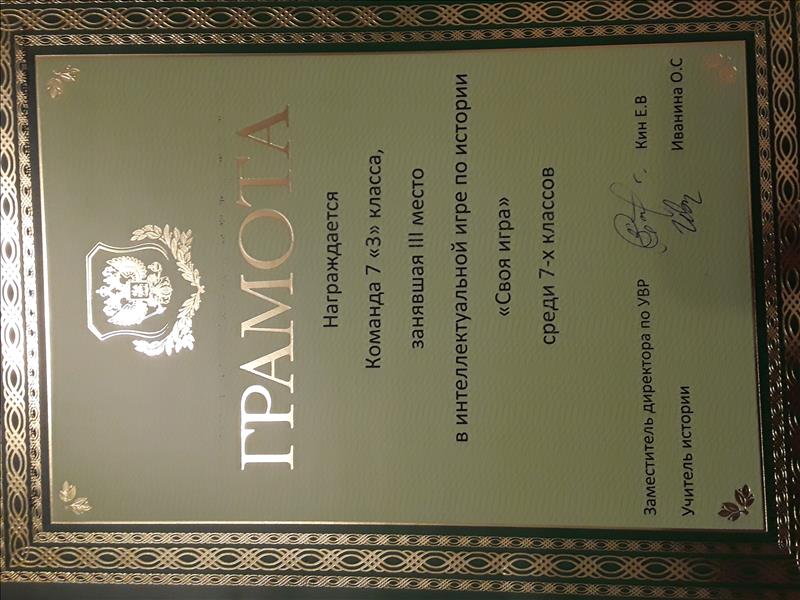 ГРАМОТА
Награждается
Команда 7 «З» класса,
занявшая III место
в интеллектуальной игре по истории
«Своя игра»
среди 7-х классов
Заместитель директора по УВР Кин Е.В
Учитель истории Иванина О.С